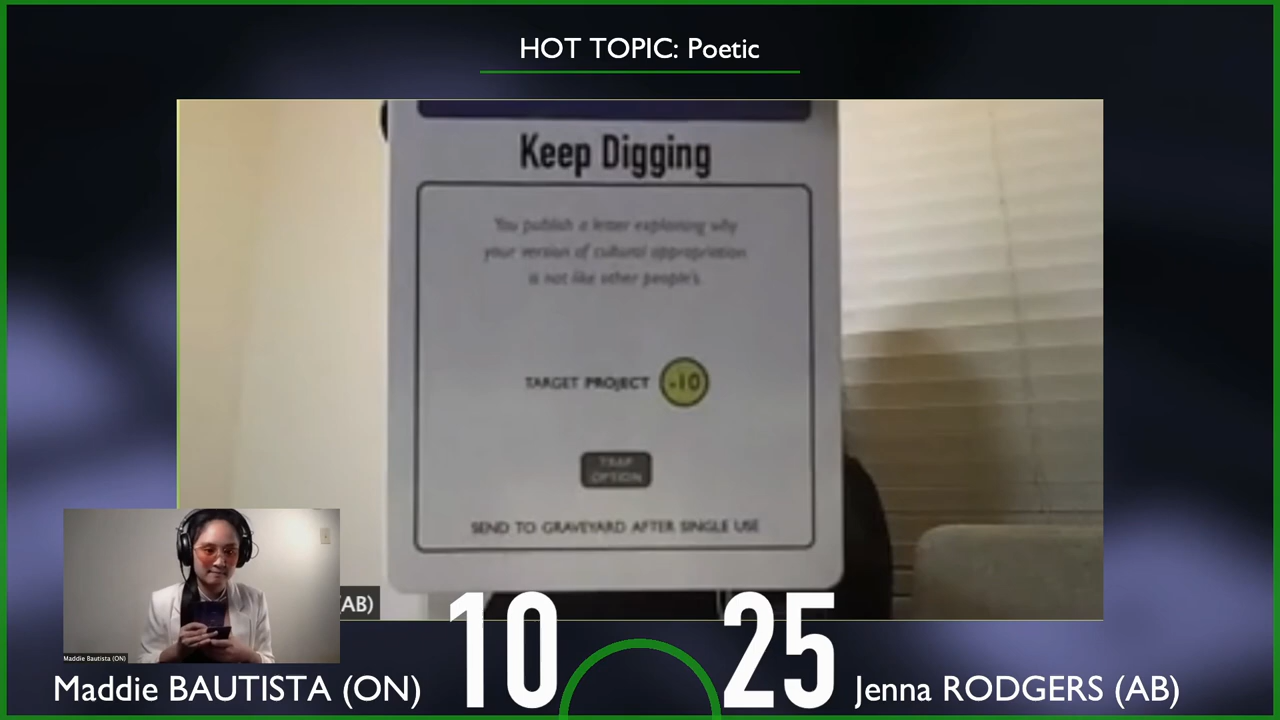 HOT TOPIC: Poetic
Keep Digging
You publish a letter explaining why
your version of cultural appropriation
is not like other people's.
TARGET PROJECT -10
TRAP
OPTION
SEND TO GRAVEYARD AFTER SINGLE USE
(AB)
Maddie Bautista (ON)
10
25
Maddie BAUTISTA (ON)
Jenna RODGERS (AB)